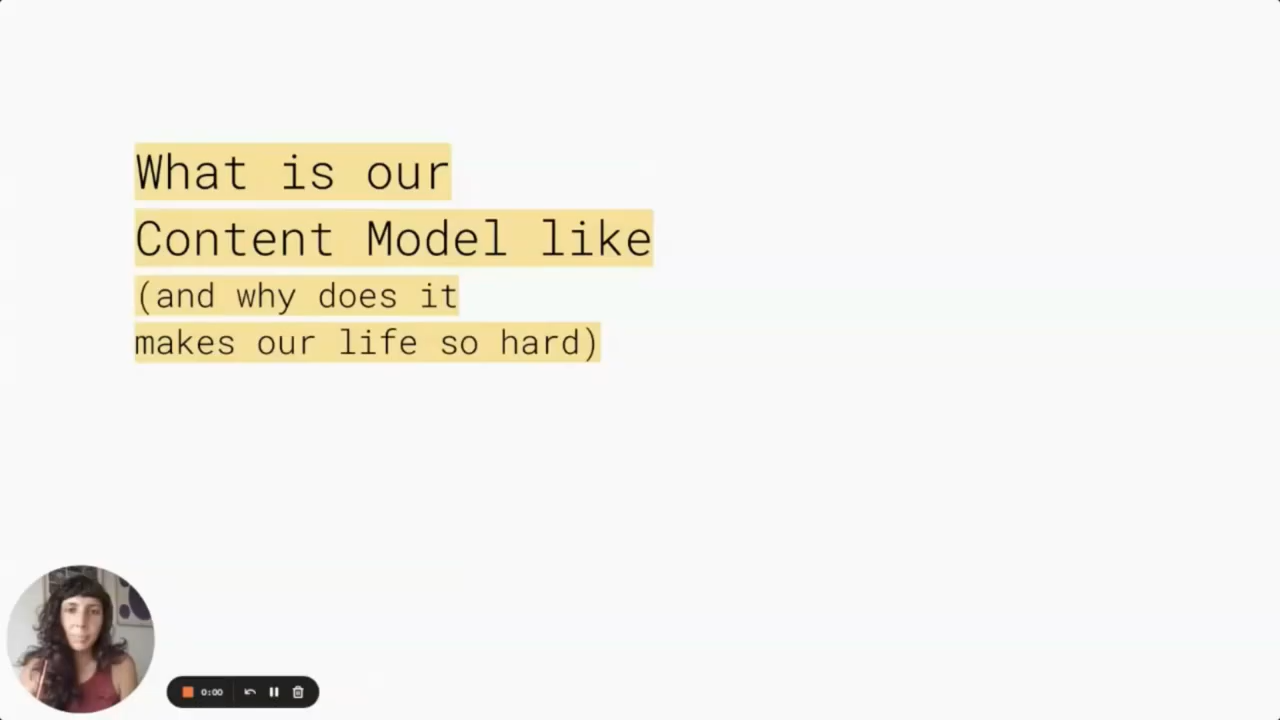 What is our
Content Model like
(and why does it
makes our life so hard)
0:00